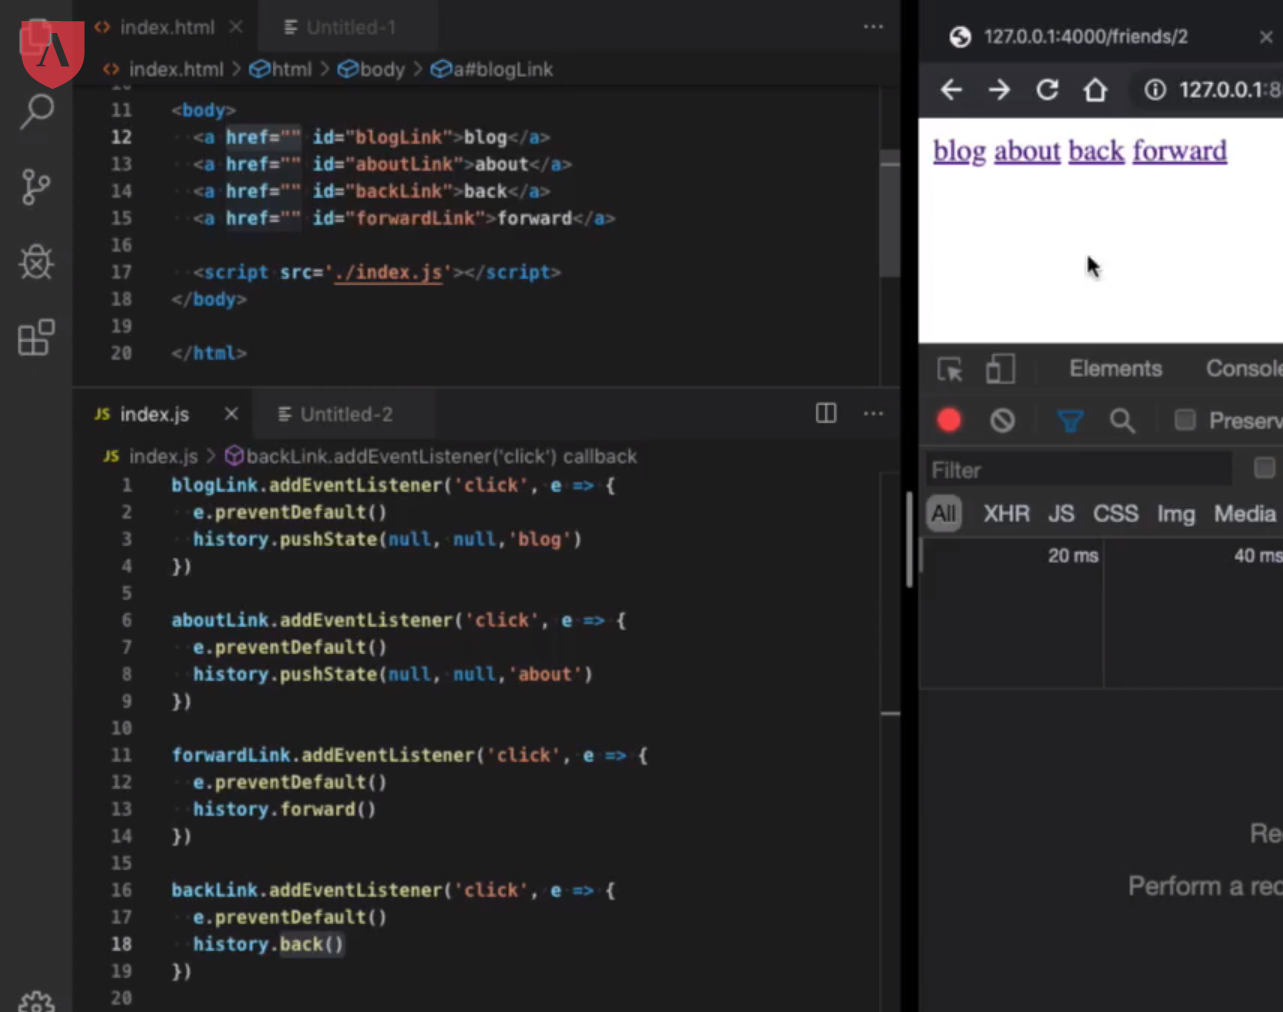 index.html
Untitled-1
index.html > html > body > a#blogLink
11 <body>
12 <a href="" id="blogLink">blog</a>
13 <a href="" id="aboutLink">about</a>
14 <a href="" id="backLink">back</a>
15 <a href="" id="forwardLink">forward</a>
16
17 <script src='./index.js'></script>
18 </body>
19
20 </html>
JS index.js
Untitled-2
JS index.js > backLink.addEventListener('click') callback
1 blogLink.addEventListener('click', e => {
2 e.preventDefault()
3 history.pushState(null, null,'blog')
4 })
5
6 aboutLink.addEventListener('click', e => {
7 e.preventDefault()
8 history.pushState(null, null,'about')
9 })
10
11 forwardLink.addEventListener('click', e => {
12 e.preventDefault()
13 history.forward()
14 })
15
16 backLink.addEventListener('click', e => {
17 e.preventDefault()
18 history.back()
19 })
20
127.0.0.1:4000/friends/2
127.0.0.1:8
blog about back forward
Elements Console
Preserv
Filter
All XHR JS CSS Img Media
20 ms 40 ms
Re
Perform a rec